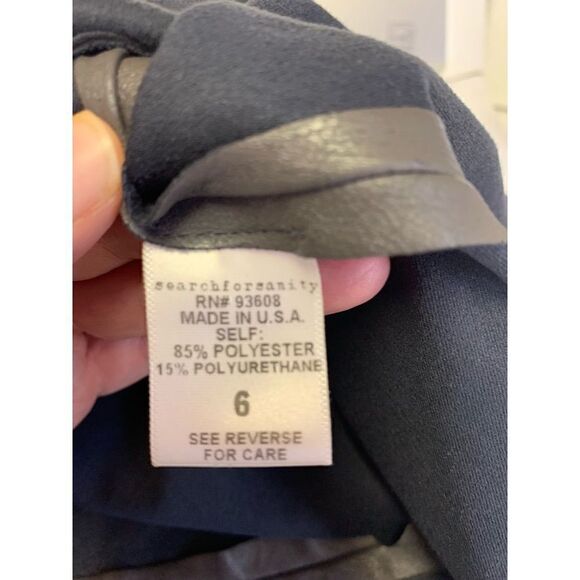 searchforsanity
RN# 93608
MADE IN U.S.A.
SELF:
85% POLYESTER
15% POLYURETHANE
6
SEE REVERSE
FOR CARE